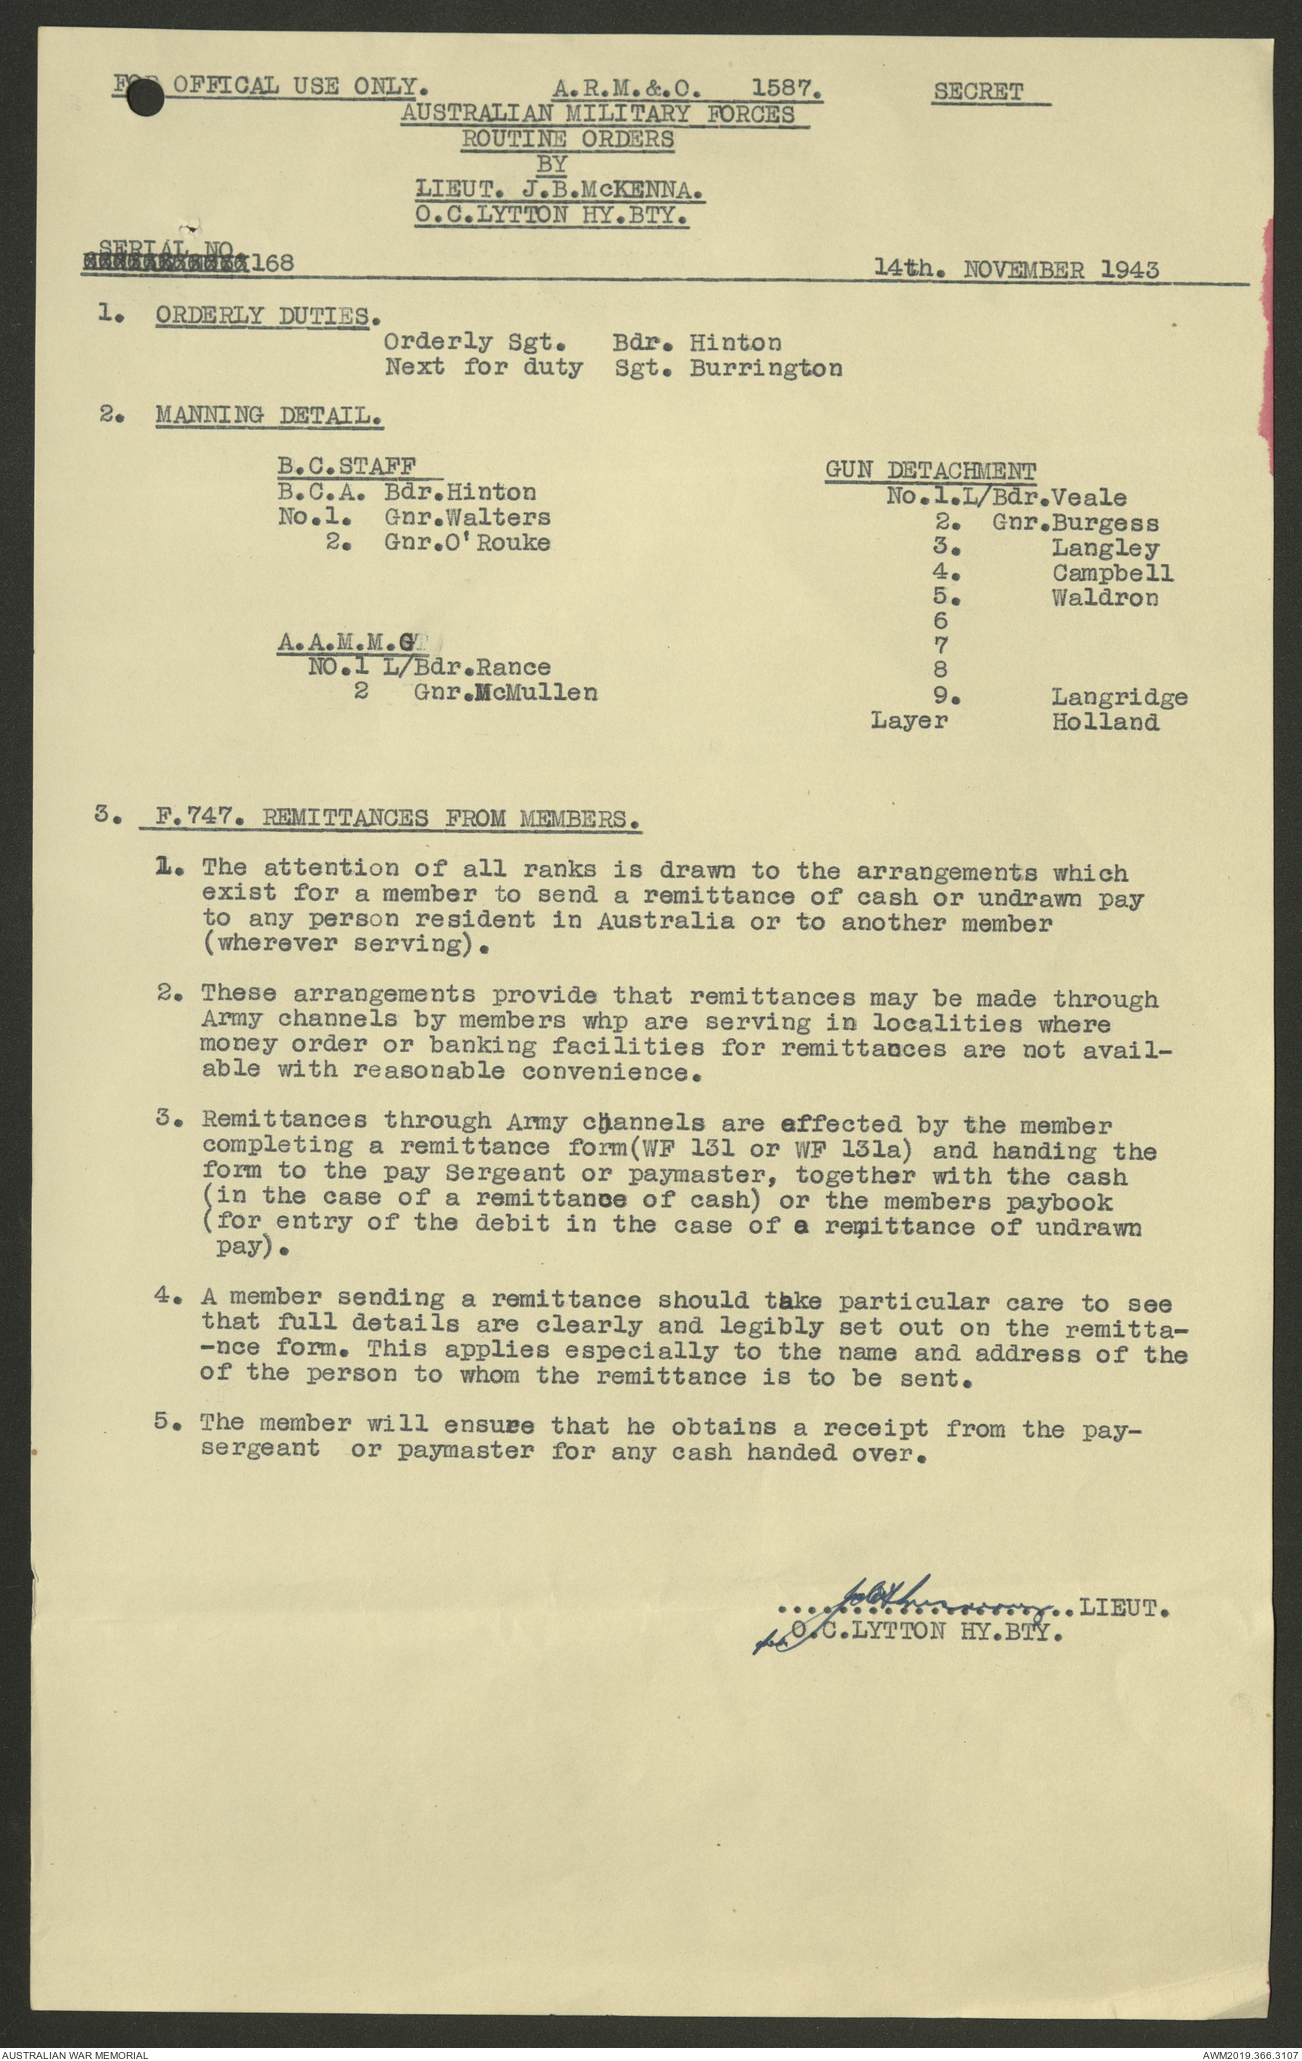 FOR OFFICAL USE ONLY. A.R.M.&.O. 1587. SECRET
AUSTRALIAN MILITARY FORCES
ROUTINE ORDERS
BY
LIEUT. J.B.McKENNA.
O.C.LYTTON HY.BTY.
SERIAL NO.
168 14th. NOVEMBER 1943
1. ORDERLY DUTIES.
Orderly Sgt. Bdr. Hinton
Next for duty Sgt. Burrington
2. MANNING DETAIL.
B.C.STAFF
B.C.A. Bdr.Hinton
No.1. Gnr.Walters
2. Gnr.O'Rouke
A.A.M.M.G
NO.1 L/Bdr.Rance
2 Gnr.McMullen
GUN DETACHMENT
No.1.L/Bdr.Veale
2. Gnr.Burgess
3. Langley
4. Campbell
5. Waldron
6
7
8
9. Langridge
Layer Holland
3. F.747. REMITTANCES FROM MEMBERS.
1. The attention of all ranks is drawn to the arrangements which
exist for a member to send a remittance of cash or undrawn pay
to any person resident in Australia or to another member
(wherever serving).
2. These arrangements provide that remittances may be made through
Army channels by members whp are serving in localities where
money order or banking facilities for remittances are not avail-
able with reasonable convenience.
3. Remittances through Army channels are effected by the member
completing a remittance form(WF 131 or WF 131a) and handing the
form to the pay Sergeant or paymaster, together with the cash
(in the case of a remittance of cash) or the members paybook
(for entry of the debit in the case of a remittance of undrawn
pay).
4. A member sending a remittance should take particular care to see
that full details are clearly and legibly set out on the remitta-
-nce form. This applies especially to the name and address of the
of the person to whom the remittance is to be sent.
5. The member will ensure that he obtains a receipt from the pay-
sergeant or paymaster for any cash handed over.
....................LIEUT.
for O.C.LYTTON HY.BTY.
AUSTRALIAN WAR MEMORIAL AWM2019.366.3107